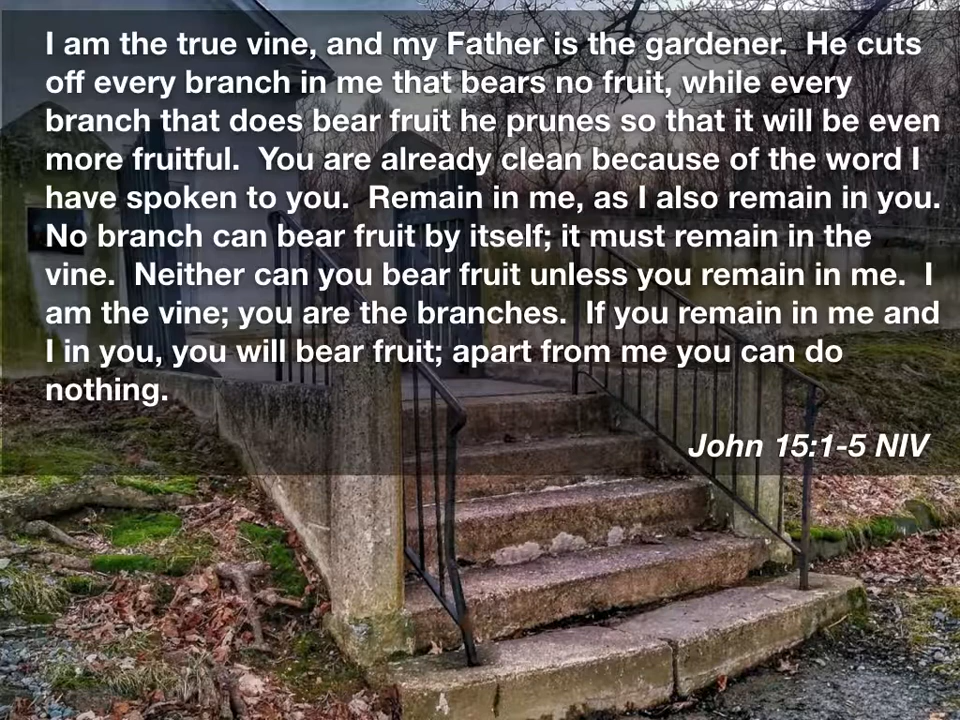 I am the true vine, and my Father is the gardener.  He cuts
off every branch in me that bears no fruit, while every
branch that does bear fruit he prunes so that it will be even
more fruitful.  You are already clean because of the word I
have spoken to you.  Remain in me, as I also remain in you.
No branch can bear fruit by itself; it must remain in the
vine.  Neither can you bear fruit unless you remain in me.  I
am the vine; you are the branches.  If you remain in me and
I in you, you will bear fruit; apart from me you can do
nothing.
John 15:1-5 NIV